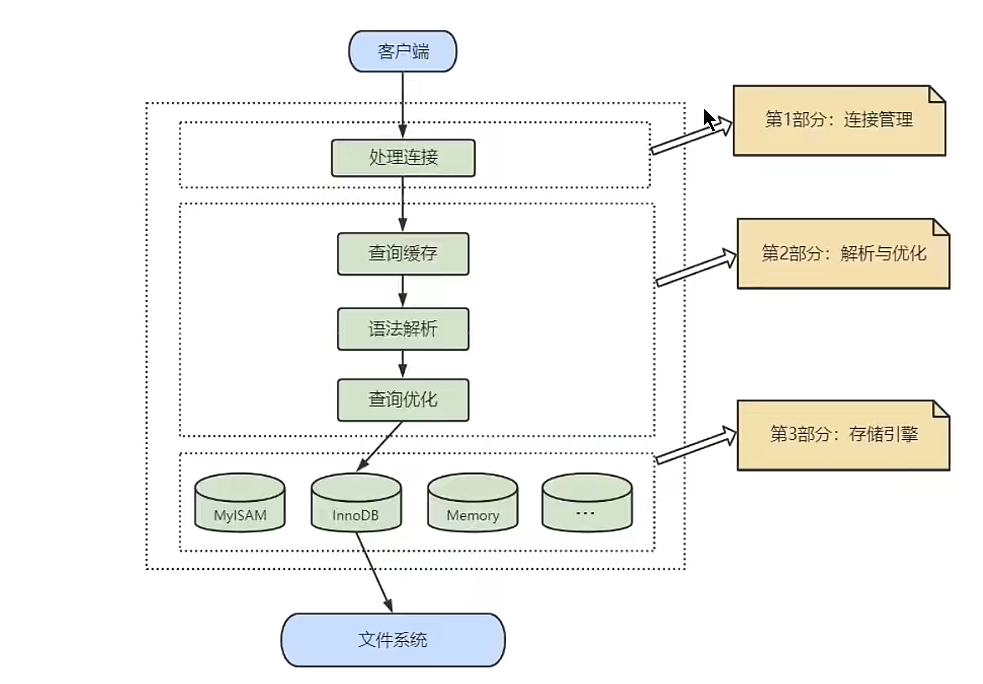 客户端
处理连接
第1部分：连接管理
查询缓存
第2部分：解析与优化
语法解析
查询优化
第3部分：存储引擎
MyISAM
InnoDB
Memory
...
文件系统